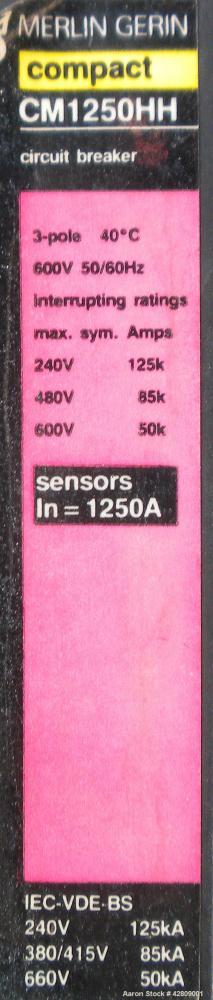 MERLIN GERIN
compact
CM1250HH
circuit breaker
3-pole 40°C
600V 50/60Hz
interrupting ratings
max. sym. Amps
240V 125k
480V 85k
600V 50k
sensors
In = 1250A
IEC-VDE-BS
240V 125kA
380/415V 85kA
660V 50kA
Aaron Stock # 42809001